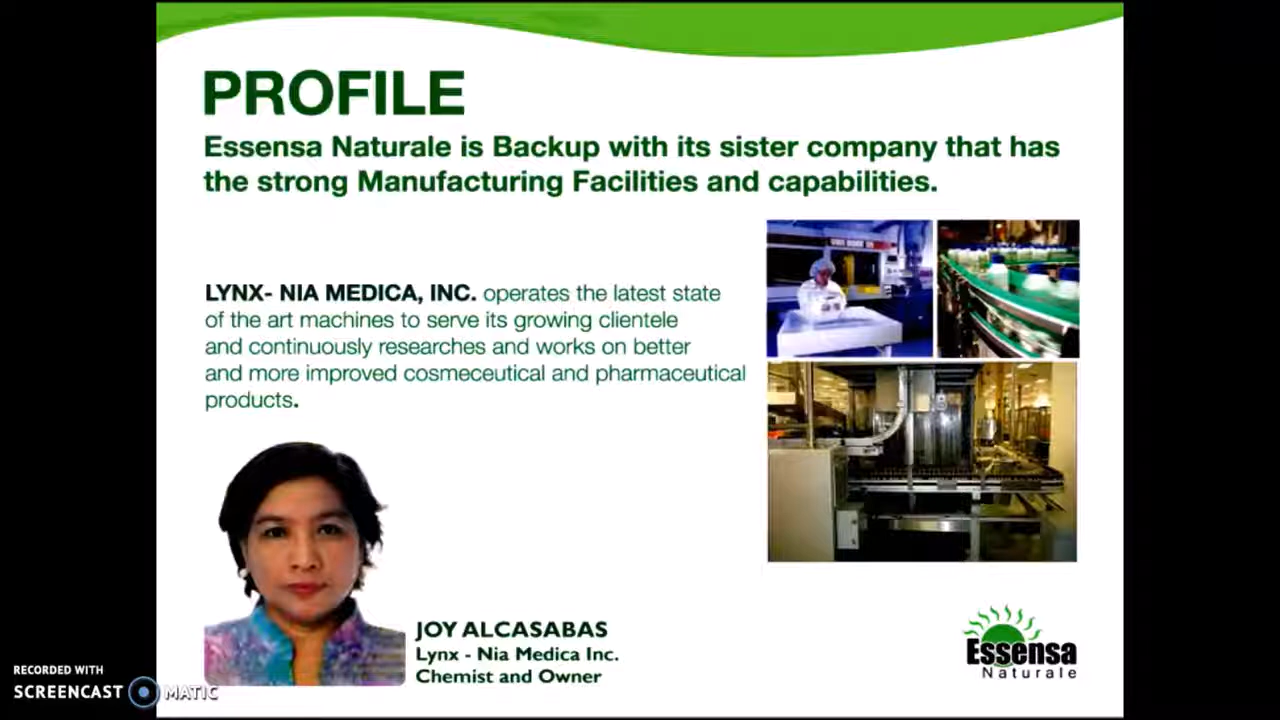 PROFILE
Essensa Naturale is Backup with its sister company that has
the strong Manufacturing Facilities and capabilities.
LYNX- NIA MEDICA, INC. operates the latest state
of the art machines to serve its growing clientele
and continuously researches and works on better
and more improved cosmeceutical and pharmaceutical
products.
JOY ALCASABAS
Lynx - Nia Medica Inc.
Chemist and Owner
Essensa
Naturale
RECORDED WITH
SCREENCAST MATIC